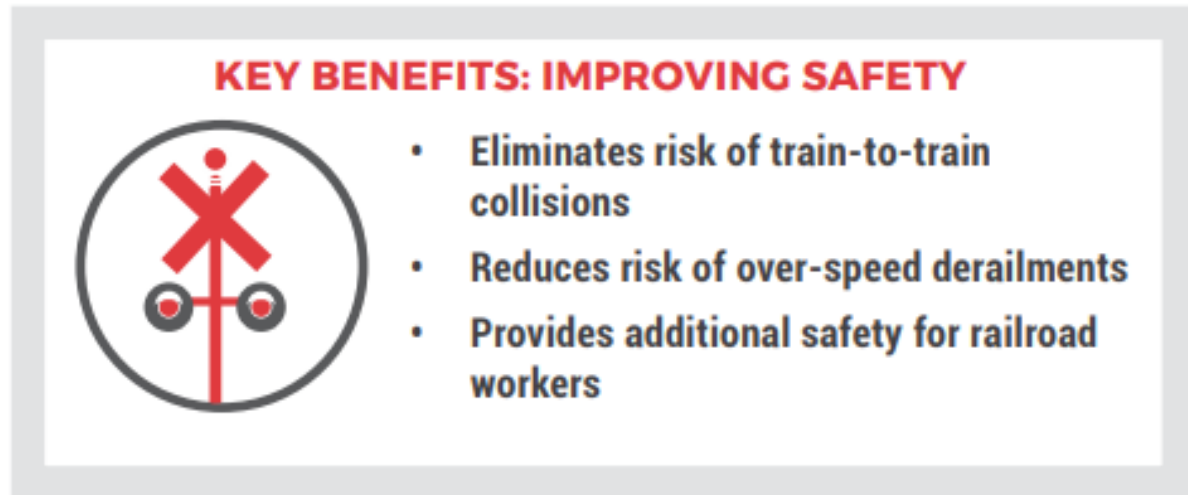 KEY BENEFITS: IMPROVING SAFETY
• Eliminates risk of train-to-train
collisions
• Reduces risk of over-speed derailments
• Provides additional safety for railroad
workers